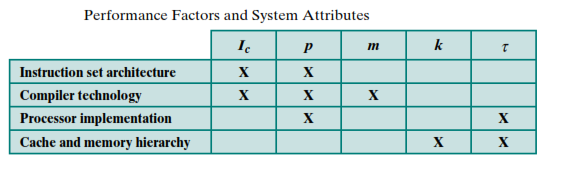 Performance Factors and System Attributes
I_c p m k τ
Instruction set architecture X X
Compiler technology X X X
Processor implementation X X
Cache and memory hierarchy X X